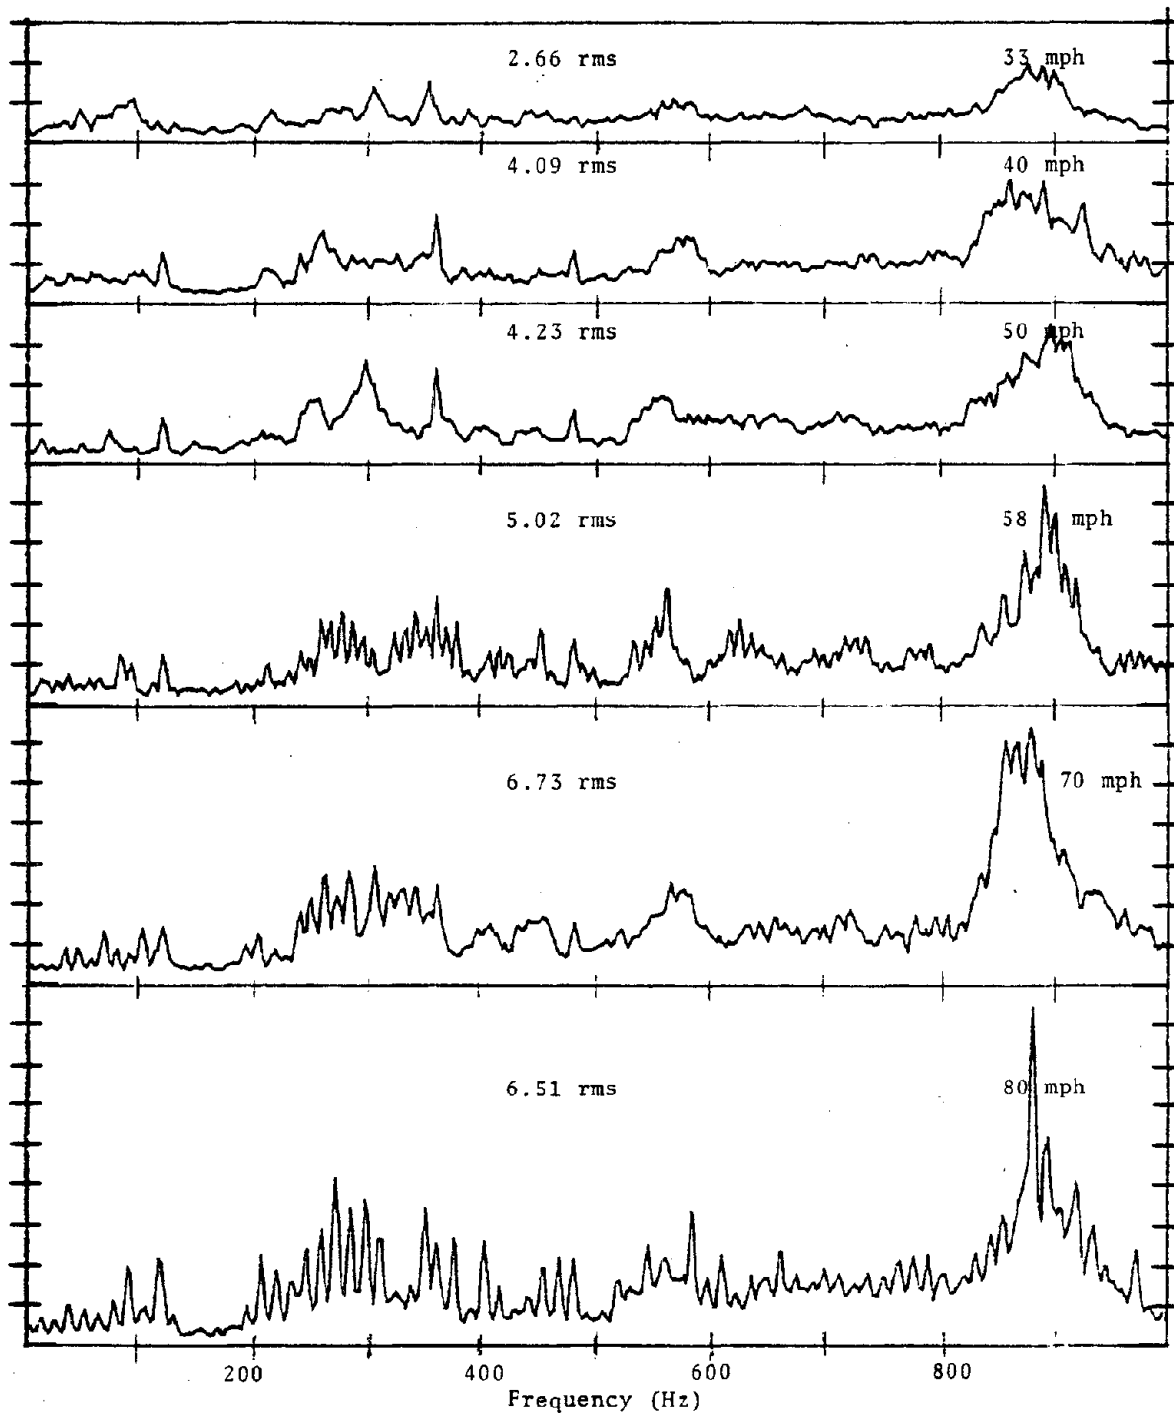 2.66 rms 33 mph
4.09 rms 40 mph
4.23 rms 50 mph
5.02 rms 58 mph
6.73 rms 70 mph
6.51 rms 80 mph
200 300 400 600 800
Frequency (Hz)